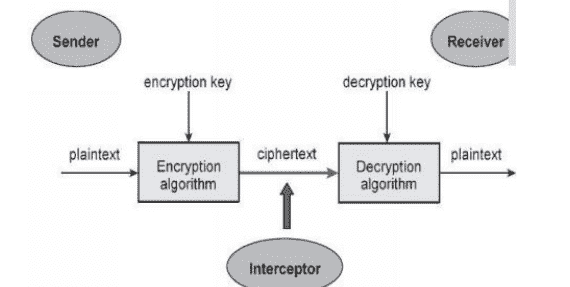 Sender
Receiver
encryption key
decryption key
plaintext
Encryption
algorithm
ciphertext
Decryption
algorithm
plaintext
Interceptor